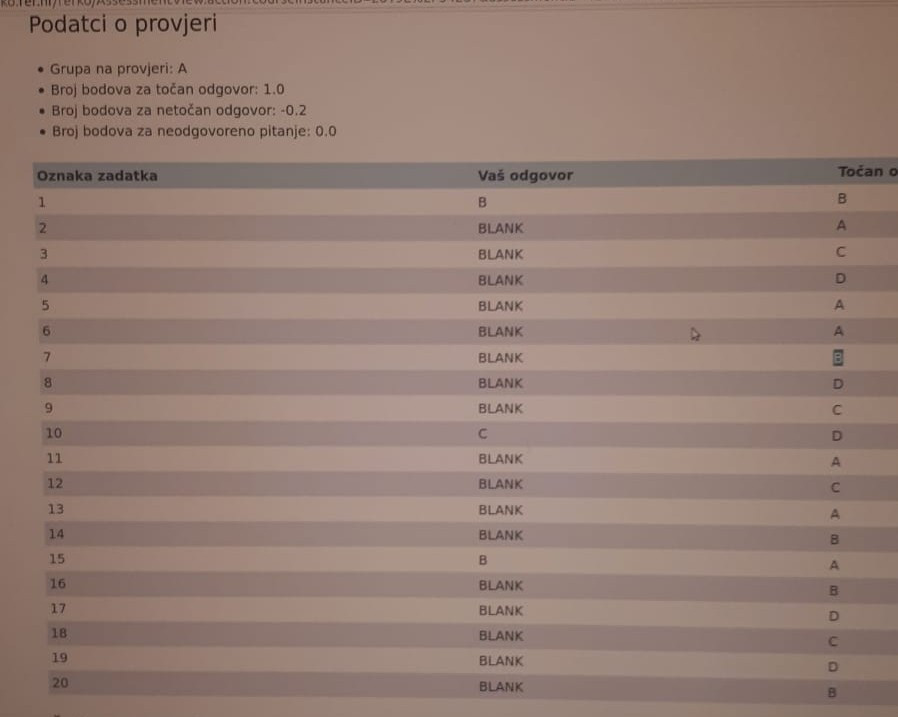 Podatci o provjeri
• Grupa na provjeri: A
• Broj bodova za točan odgovor: 1.0
• Broj bodova za netočan odgovor: -0.2
• Broj bodova za neodgovoreno pitanje: 0.0
Oznaka zadatka Vaš odgovor Točan o
1 B B
2 BLANK A
3 BLANK C
4 BLANK D
5 BLANK A
6 BLANK A
7 BLANK B
8 BLANK D
9 BLANK C
10 C D
11 BLANK A
12 BLANK C
13 BLANK A
14 BLANK B
15 B A
16 BLANK B
17 BLANK D
18 BLANK C
19 BLANK D
20 BLANK B